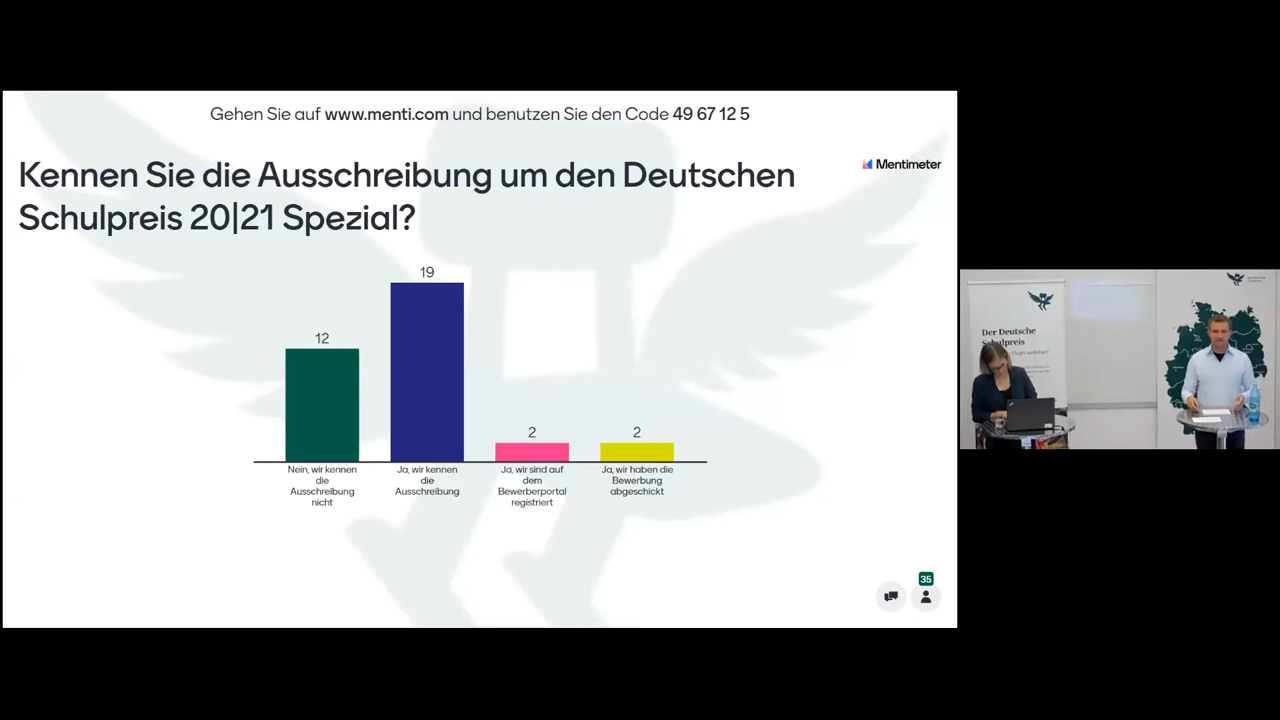 Gehen Sie auf www.menti.com und benutzen Sie den Code 49 67 12 5
Kennen Sie die Ausschreibung um den Deutschen
Schulpreis 20|21 Spezial?
Mentimeter
12
19
2
2
Nein, wir kennen
die
Ausschreibung
nicht
Ja, wir kennen
die
Ausschreibung
Ja, wir sind auf
dem
Bewerberportal
registriert
Ja, wir haben die
Bewerbung
abgeschickt
35
Der Deutsche
Schulpreis